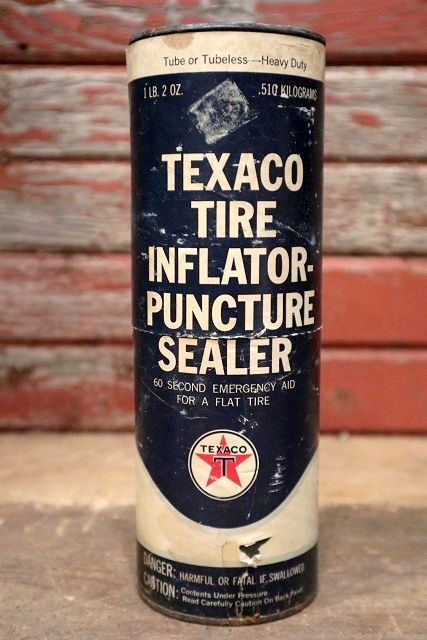 Tube or Tubeless—Heavy Duty
1 LB. 2 OZ. .510 KILOGRAMS
TEXACO
TIRE
INFLATOR-
PUNCTURE
SEALER
60 SECOND EMERGENCY AID
FOR A FLAT TIRE
TEXACO
T
DANGER: HARMFUL OR FATAL IF SWALLOWED
CAUTION: Contents Under Pressure.
Read Carefully Caution On Back Panel